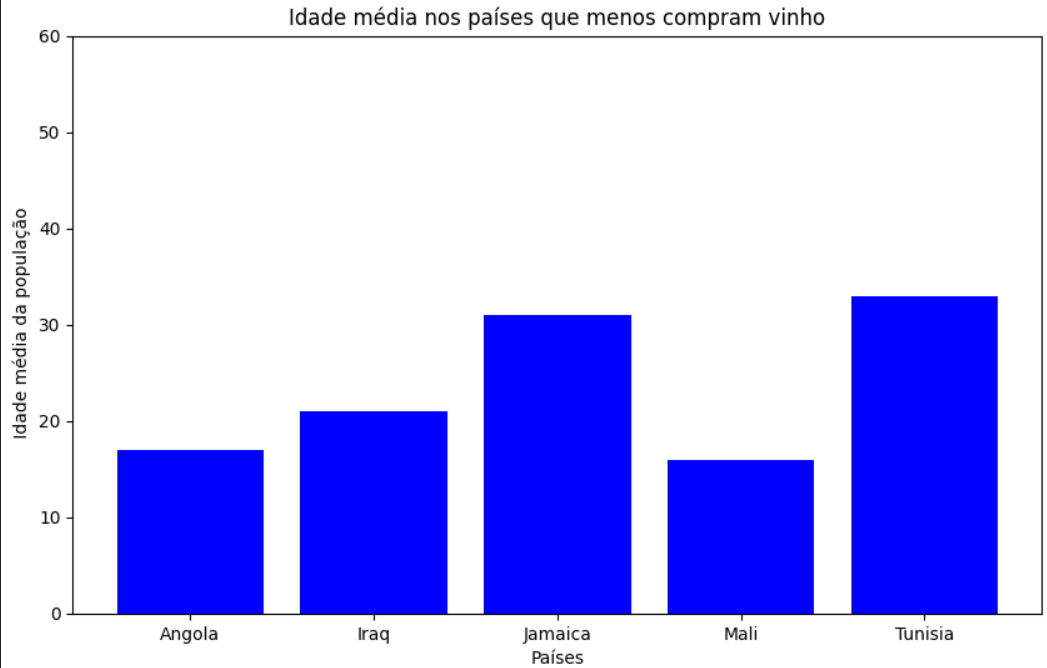 Idade média nos países que menos compram vinho
60
50
40
30
20
10
0
Idade média da população
Angola Iraq Jamaica Mali Tunisia
Países